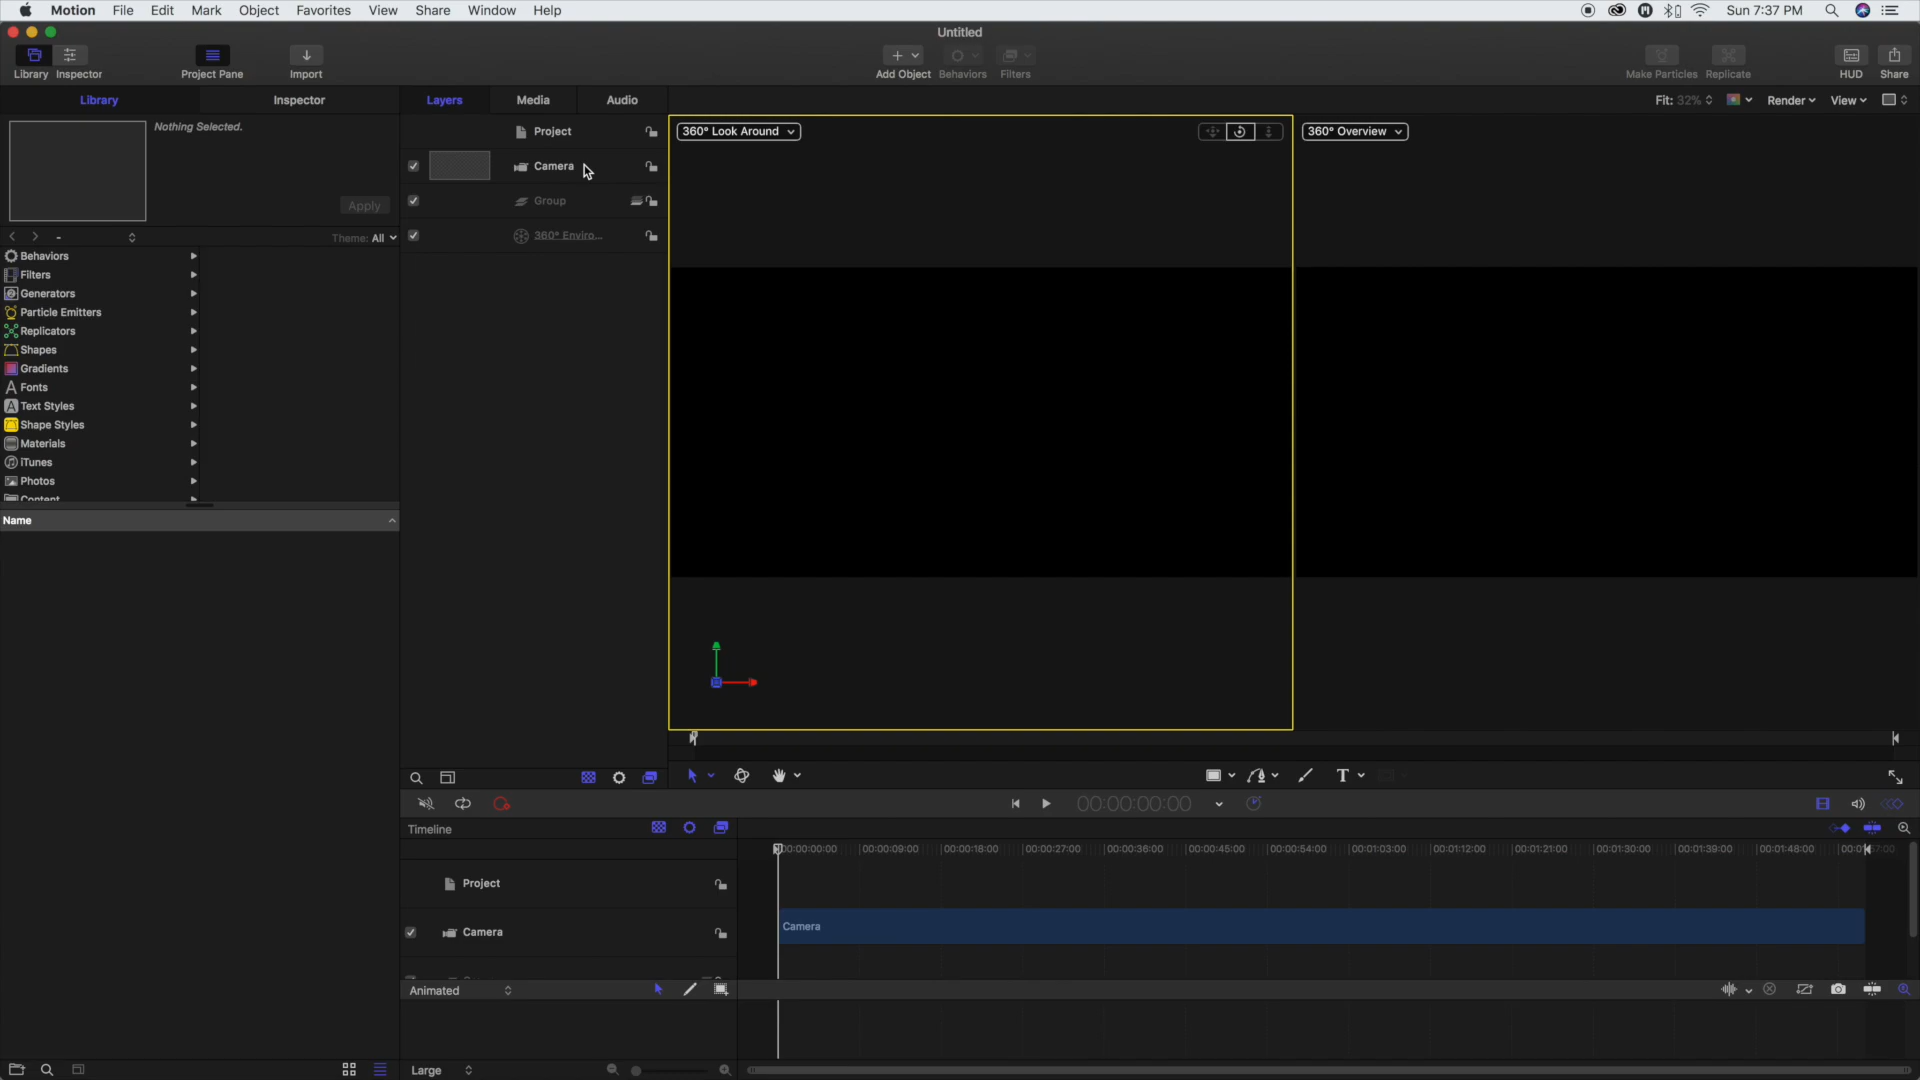 Motion File Edit Mark Object Favorites View Share Window Help
Sun 7:37 PM
Untitled
Library Inspector Project Pane Import
Add Object Behaviors Filters
Make Particles Replicate HUD Share
Library Inspector
Layers Media Audio
Fit: 32% Render View
Nothing Selected.
Apply
Theme: All
Behaviors
Filters
Generators
Particle Emitters
Replicators
Shapes
Gradients
Fonts
Text Styles
Shape Styles
Materials
iTunes
Photos
Content
Name
Project
Camera
Group
360° Enviro...
360° Look Around
360° Overview
T
00:00:00:00
Timeline
00:00:00:00 00:00:09:00 00:00:18:00 00:00:27:00 00:00:36:00 00:00:45:00 00:00:54:00 00:01:03:00 00:01:12:00 00:01:21:00 00:01:30:00 00:01:39:00 00:01:48:00
Project
Camera
Camera
Animated
Large